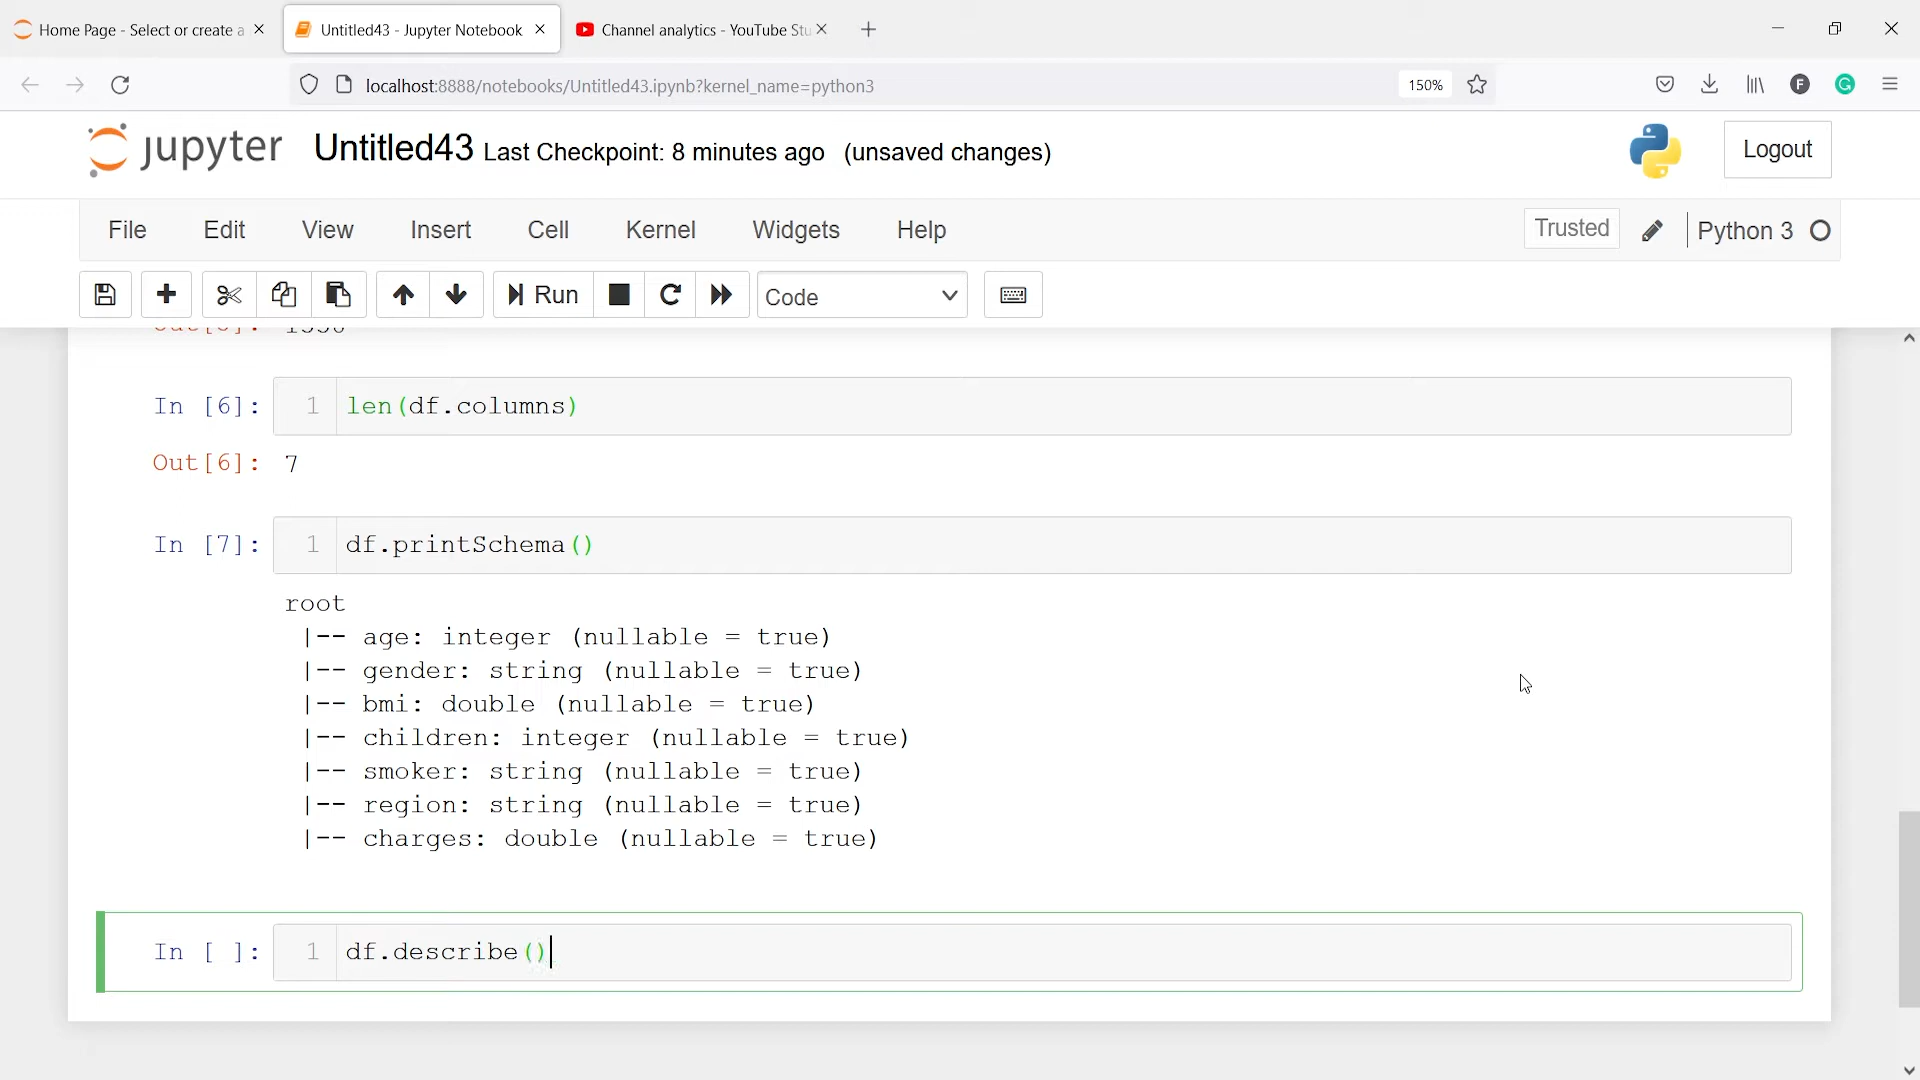 Home Page - Select or create a
Untitled43 - Jupyter Notebook
Channel analytics - YouTube Stu
localhost:8888/notebooks/Untitled43.ipynb?kernel_name=python3
150%
F
G
jupyter Untitled43 Last Checkpoint: 8 minutes ago (unsaved changes)
Logout
File Edit View Insert Cell Kernel Widgets Help
Trusted
Python 3
Run
Code
In [6]: 1 len(df.columns)
Out[6]: 7
In [7]: 1 df.printSchema()
root
|-- age: integer (nullable = true)
|-- gender: string (nullable = true)
|-- bmi: double (nullable = true)
|-- children: integer (nullable = true)
|-- smoker: string (nullable = true)
|-- region: string (nullable = true)
|-- charges: double (nullable = true)
In [ ]: 1 df.describe()